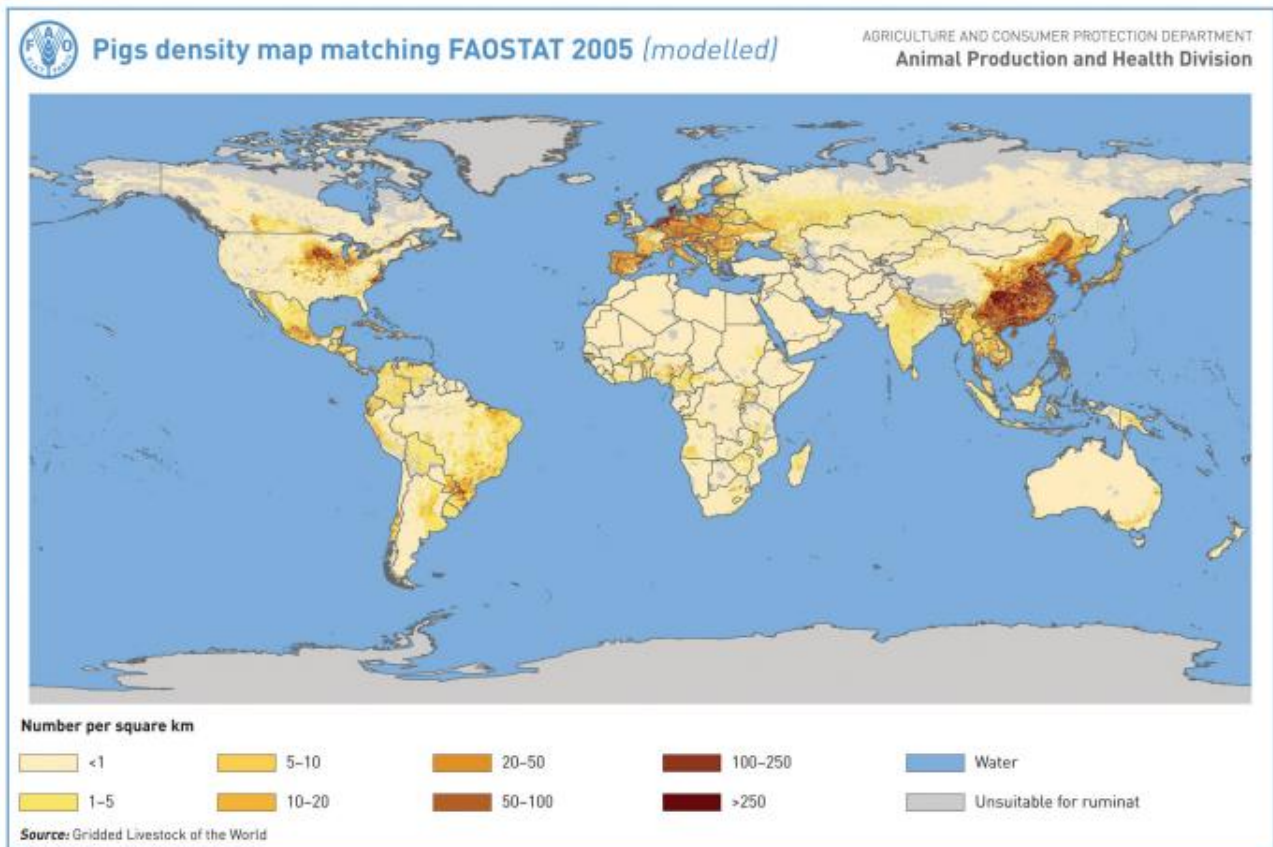 Pigs density map matching FAOSTAT 2005 (modelled)
AGRICULTURE AND CONSUMER PROTECTION DEPARTMENT
Animal Production and Health Division
Number per square km
<1
5–10
20–50
100–250
Water
1–5
10–20
50–100
>250
Unsuitable for ruminat
Source: Gridded Livestock of the World